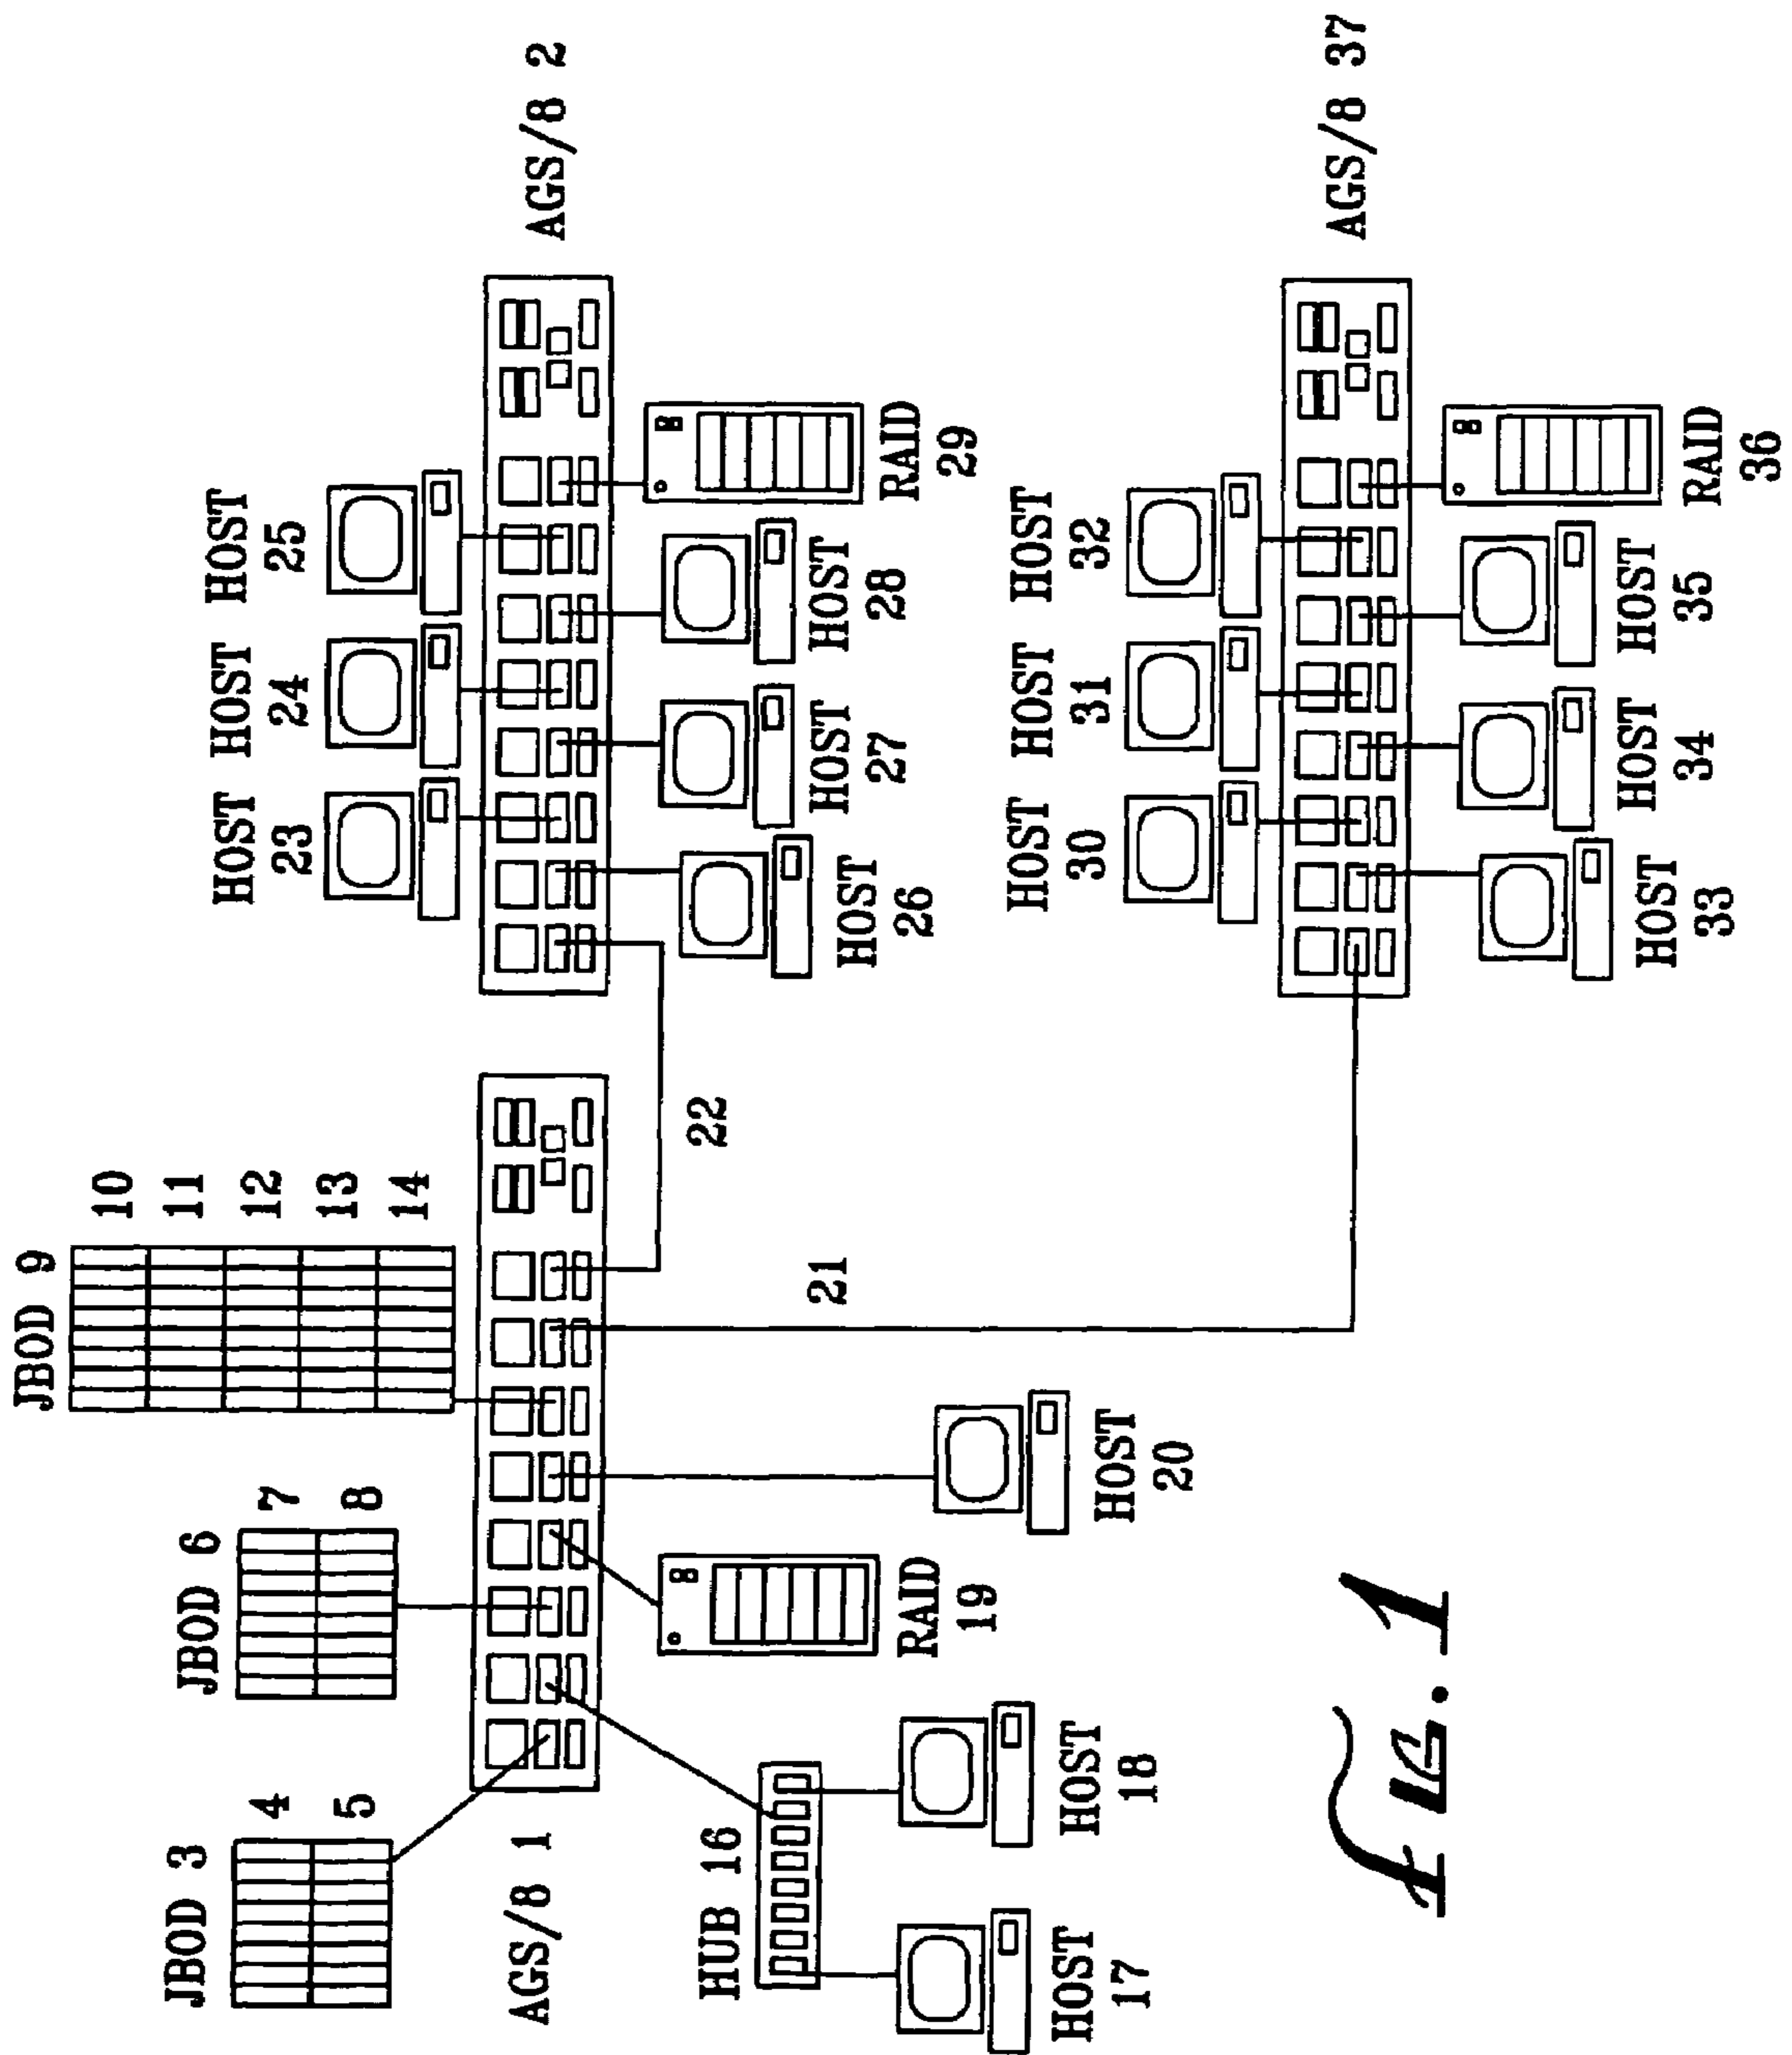 JBOD 9
10
11
12
13
14
JBOD 6
7
8
JBOD 3
4
5
AGS/8 1
HUB 16
HOST
17
HOST
18
RAID
19
HOST
20
21
22
HOST
23
HOST
24
HOST
25
AGS/8 2
HOST
26
HOST
27
HOST
28
RAID
29
HOST
30
HOST
31
HOST
32
AGS/8 37
HOST
33
HOST
34
HOST
35
RAID
36
FIG. 1